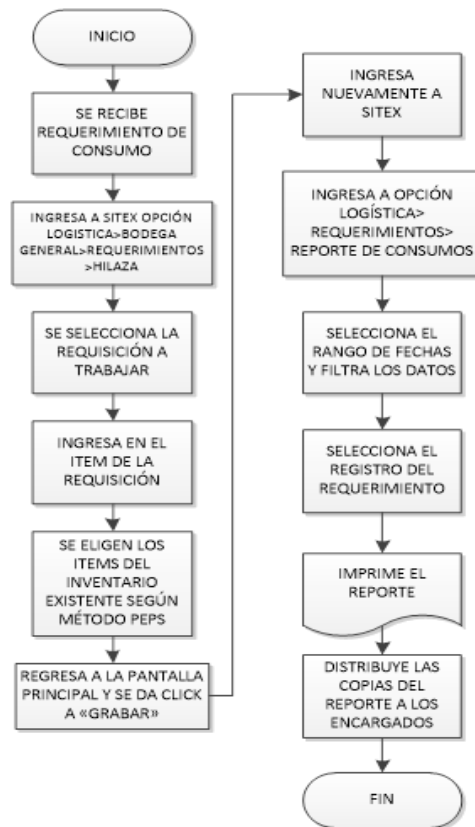 INICIO
SE RECIBE
REQUERIMIENTO DE
CONSUMO
INGRESA A SITEX OPCIÓN
LOGISTICA>BODEGA
GENERAL>REQUERIMIENTOS
>HILAZA
SE SELECCIONA LA
REQUISICIÓN A
TRABAJAR
INGRESA EN EL
ITEM DE LA
REQUISICIÓN
SE ELIGEN LOS
ITEMS DEL
INVENTARIO
EXISTENTE SEGÚN
MÉTODO PEPS
REGRESA A LA PANTALLA
PRINCIPAL Y SE DA CLICK
A «GRABAR»
INGRESA
NUEVAMENTE A
SITEX
INGRESA A OPCIÓN
LOGÍSTICA>
REQUERIMIENTOS>
REPORTE DE CONSUMOS
SELECCIONA EL
RANGO DE FECHAS
Y FILTRA LOS DATOS
SELECCIONA EL
REGISTRO DEL
REQUERIMIENTO
IMPRIME EL
REPORTE
DISTRIBUYE LAS
COPIAS DEL
REPORTE A LOS
ENCARGADOS
FIN